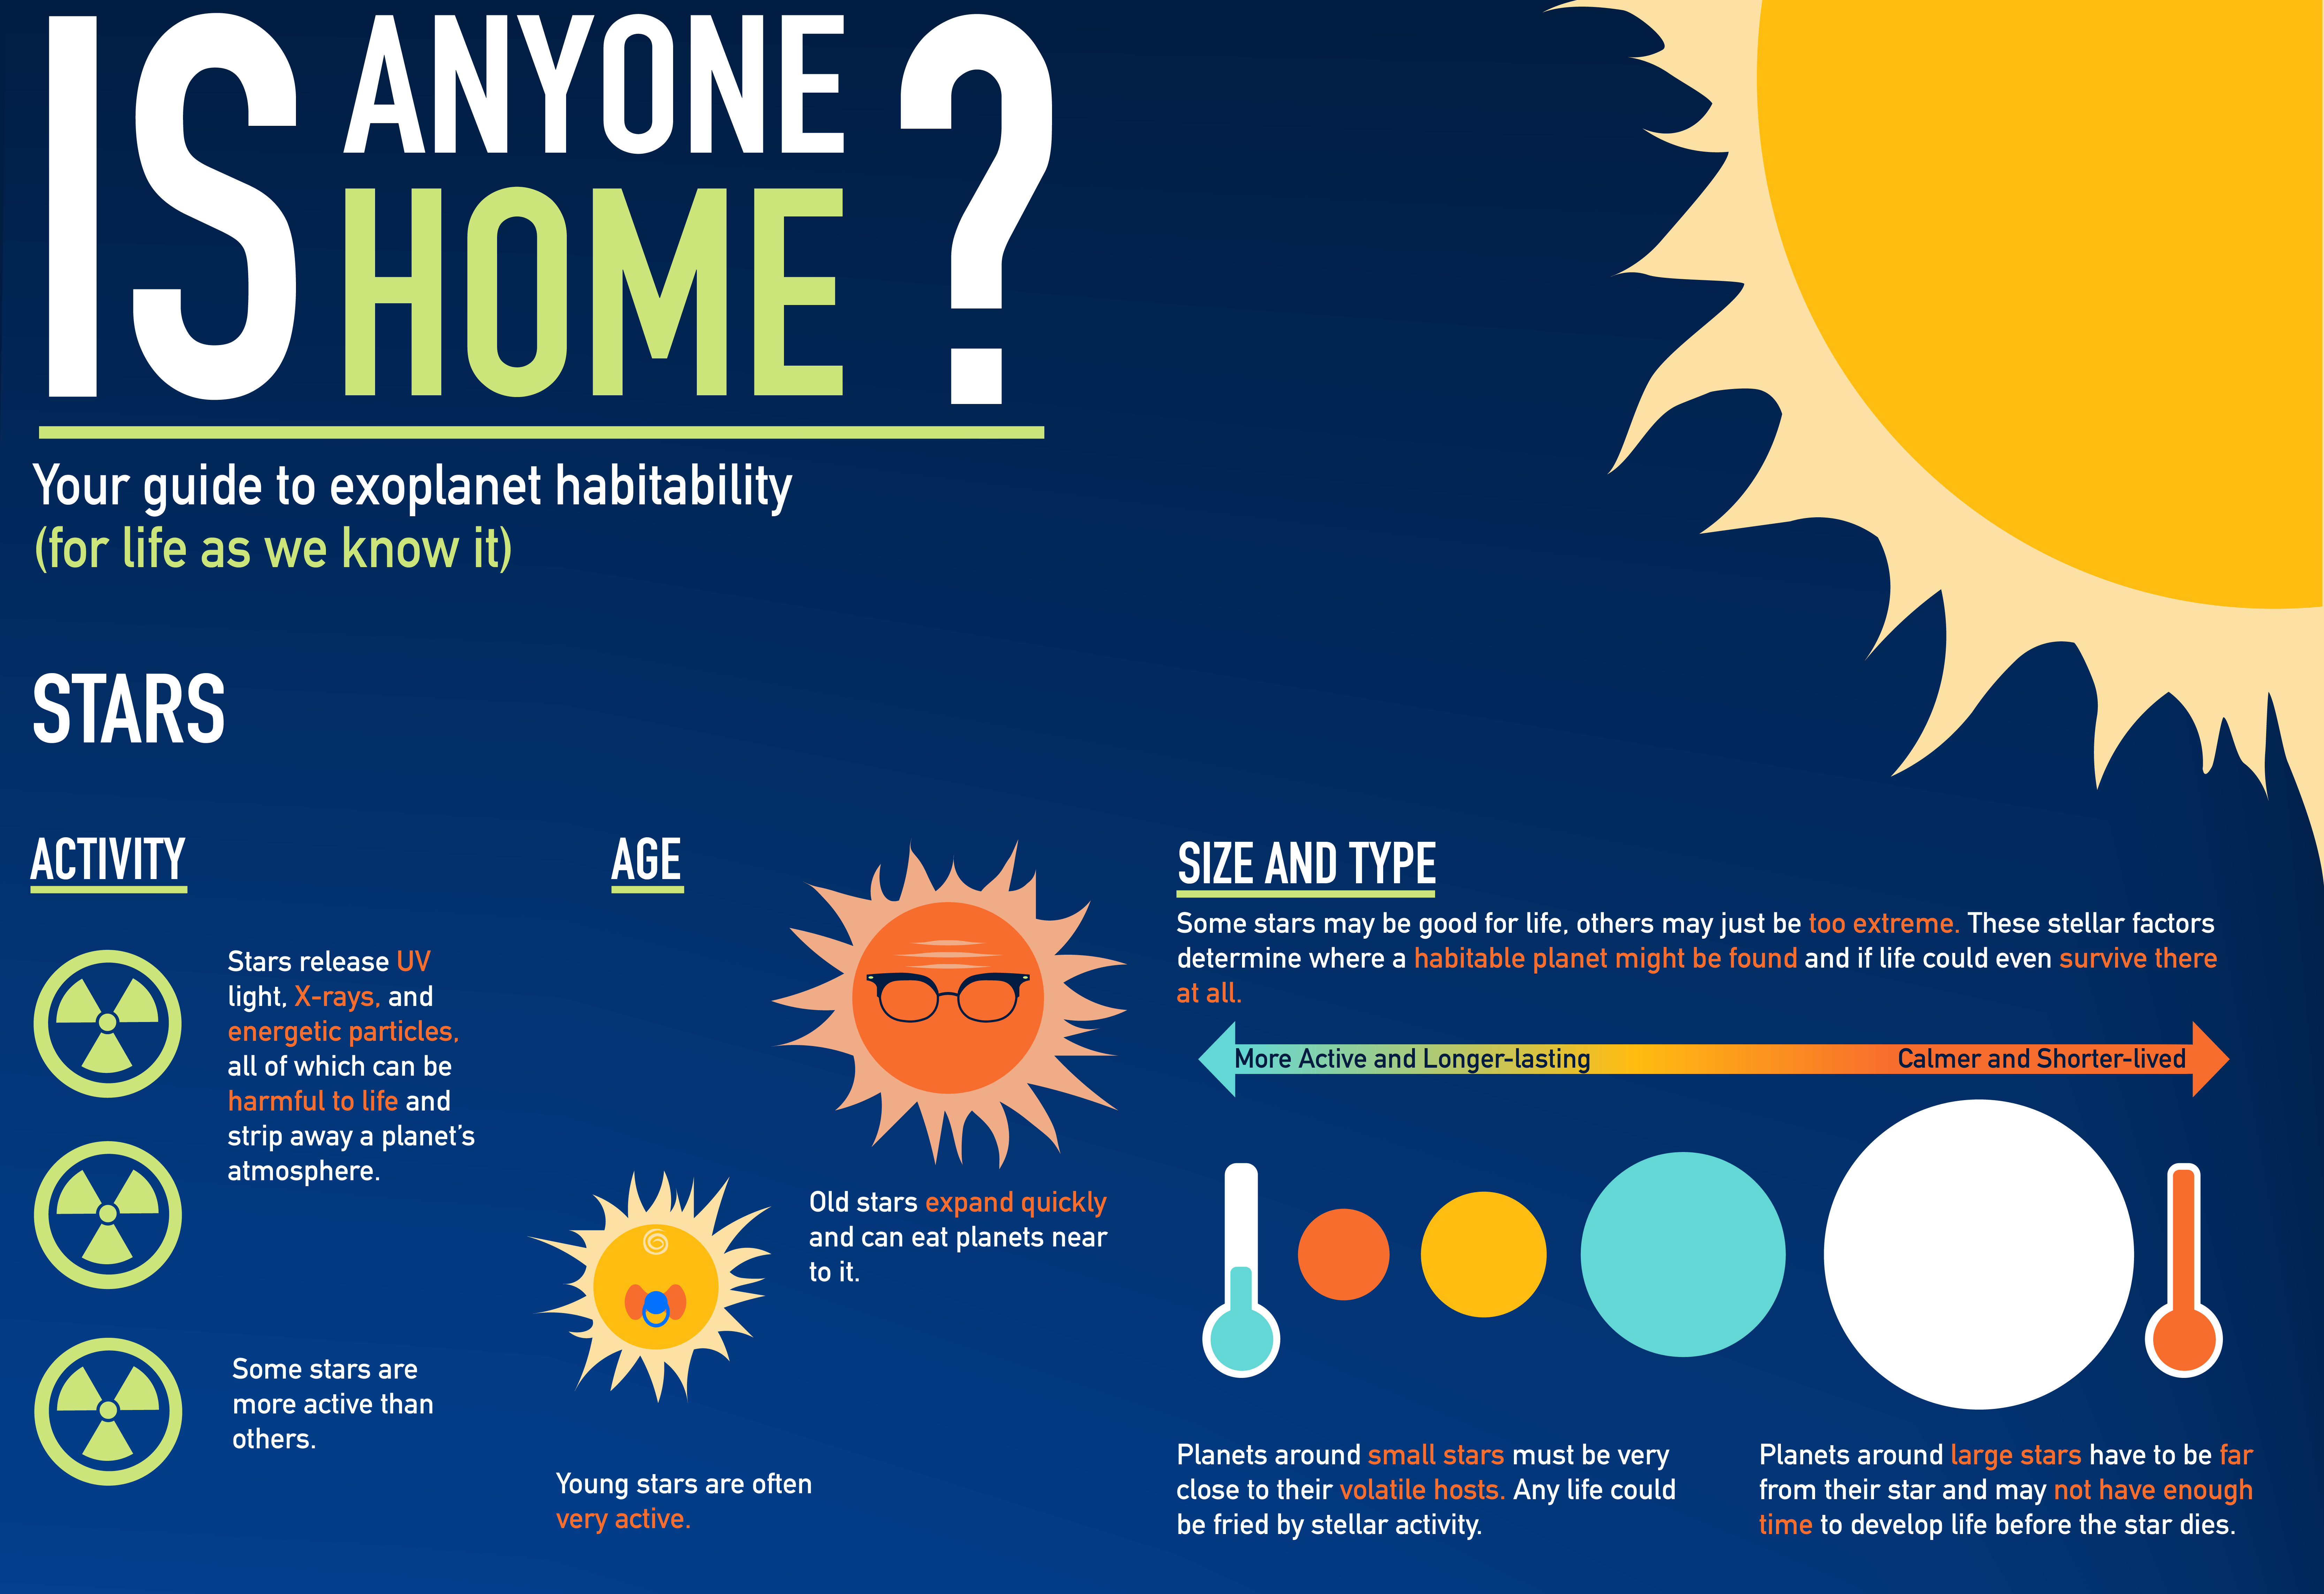 IS ANYONE HOME?
Your guide to exoplanet habitability
(for life as we know it)
STARS
ACTIVITY
Stars release UV
light, X-rays, and
energetic particles,
all of which can be
harmful to life and
strip away a planet's
atmosphere.
Some stars are
more active than
others.
AGE
Old stars expand quickly
and can eat planets near
to it.
Young stars are often
very active.
SIZE AND TYPE
Some stars may be good for life, others may just be too extreme. These stellar factors
determine where a habitable planet might be found and if life could even survive there
at all.
More Active and Longer-lasting
Calmer and Shorter-lived
Planets around small stars must be very
close to their volatile hosts. Any life could
be fried by stellar activity.
Planets around large stars have to be far
from their star and may not have enough
time to develop life before the star dies.